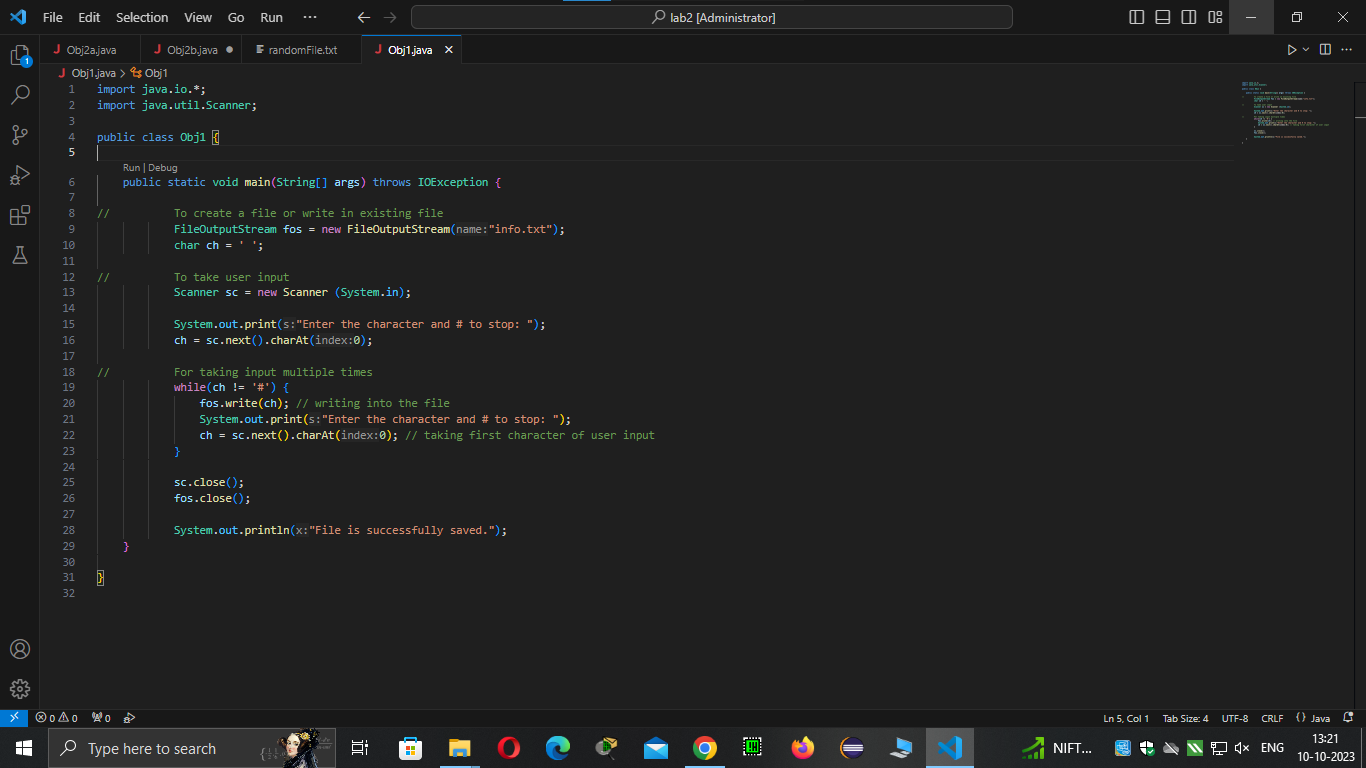 File Edit Selection View Go Run ··· lab2 [Administrator]
Obj2a.java Obj2b.java randomFile.txt Obj1.java
Obj1.java > Obj1
1 import java.io.*;
2 import java.util.Scanner;
3
4 public class Obj1 {
5
Run | Debug
6 public static void main(String[] args) throws IOException {
7
8 // To create a file or write in existing file
9 FileOutputStream fos = new FileOutputStream(name:"info.txt");
10 char ch = ' ';
11
12 // To take user input
13 Scanner sc = new Scanner (System.in);
14
15 System.out.print(s:"Enter the character and # to stop: ");
16 ch = sc.next().charAt(index:0);
17
18 // For taking input multiple times
19 while(ch != '#') {
20 fos.write(ch); // writing into the file
21 System.out.print(s:"Enter the character and # to stop: ");
22 ch = sc.next().charAt(index:0); // taking first character of user input
23 }
24
25 sc.close();
26 fos.close();
27
28 System.out.println(x:"File is successfully saved.");
29 }
30
31 }
32
1
0 0 0 Ln 5, Col 1 Tab Size: 4 UTF-8 CRLF {} Java
Type here to search NIFT... ENG 13:21
10-10-2023